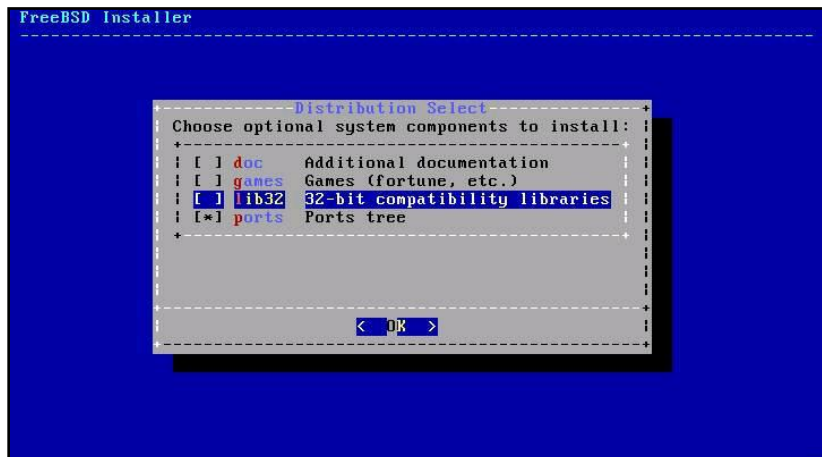 FreeBSD Installer
Distribution Select
Choose optional system components to install:
[ ] doc Additional documentation
[ ] games Games (fortune, etc.)
[ ] lib32 32-bit compatibility libraries
[*] ports Ports tree
< OK >